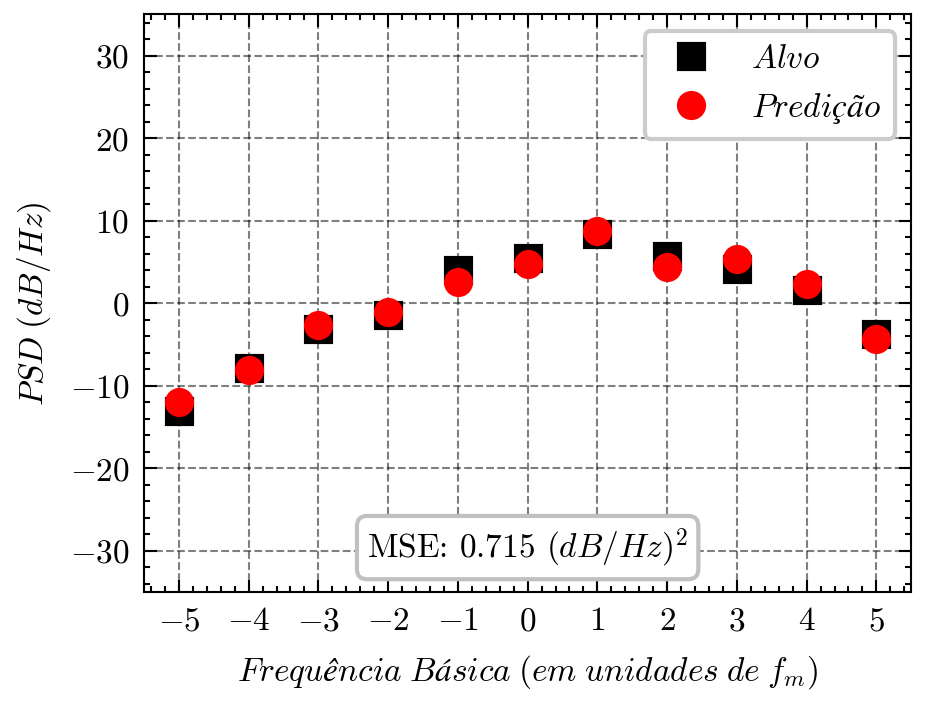 30
20
10
0
−10
−20
−30
PSD (dB/Hz)
Alvo
Predição
MSE: 0.715 (dB/Hz)²
−5 −4 −3 −2 −1 0 1 2 3 4 5
Frequência Básica (em unidades de fₘ)